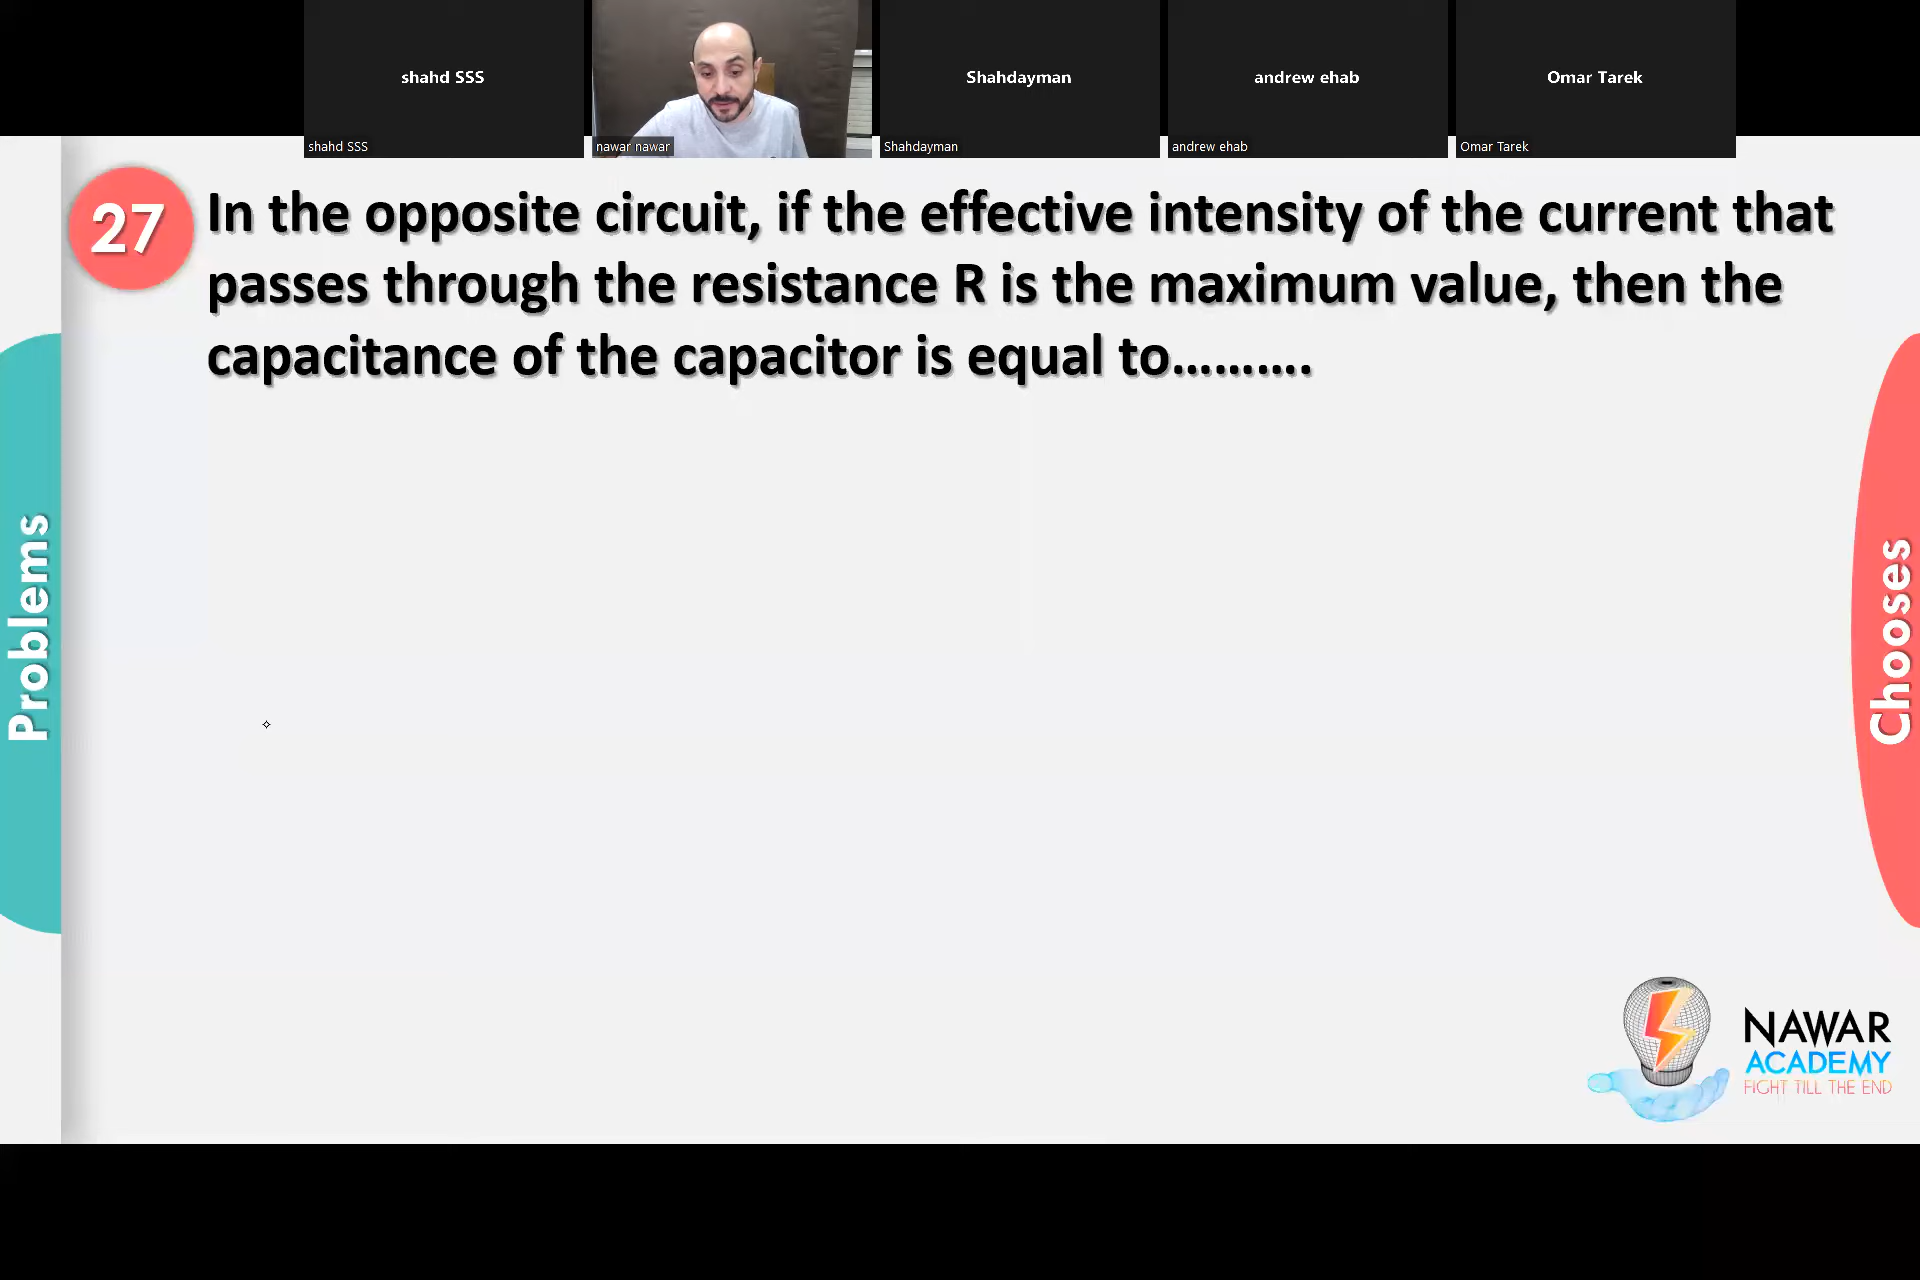 shahd SSS
Shahdayman
andrew ehab
Omar Tarek
shahd SSS
nawar nawar
Shahdayman
andrew ehab
Omar Tarek
27
In the opposite circuit, if the effective intensity of the current that
passes through the resistance R is the maximum value, then the
capacitance of the capacitor is equal to……….
Problems
Chooses
NAWAR
ACADEMY
FIGHT TILL THE END